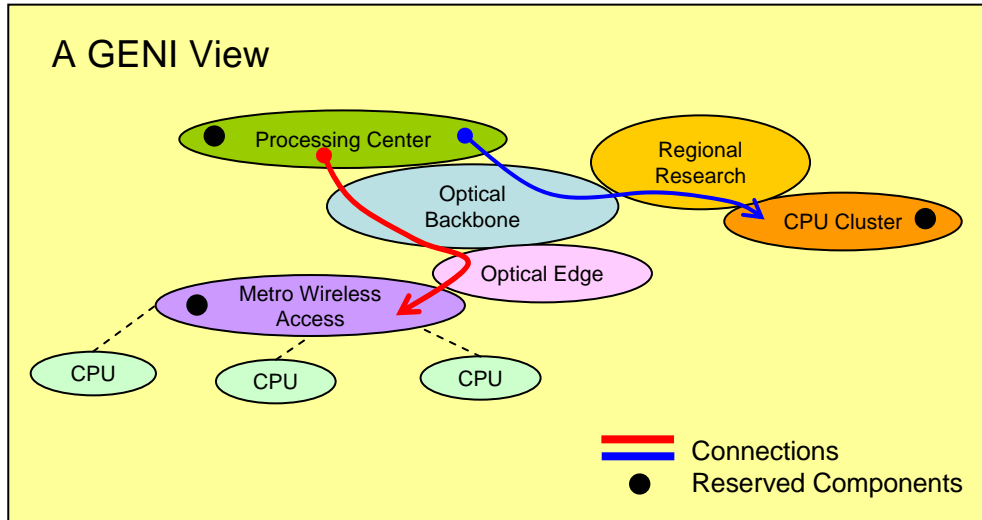 A GENI View
Processing Center
Regional
Research
Optical
Backbone
CPU Cluster
Optical Edge
Metro Wireless
Access
CPU
CPU
CPU
Connections
Reserved Components